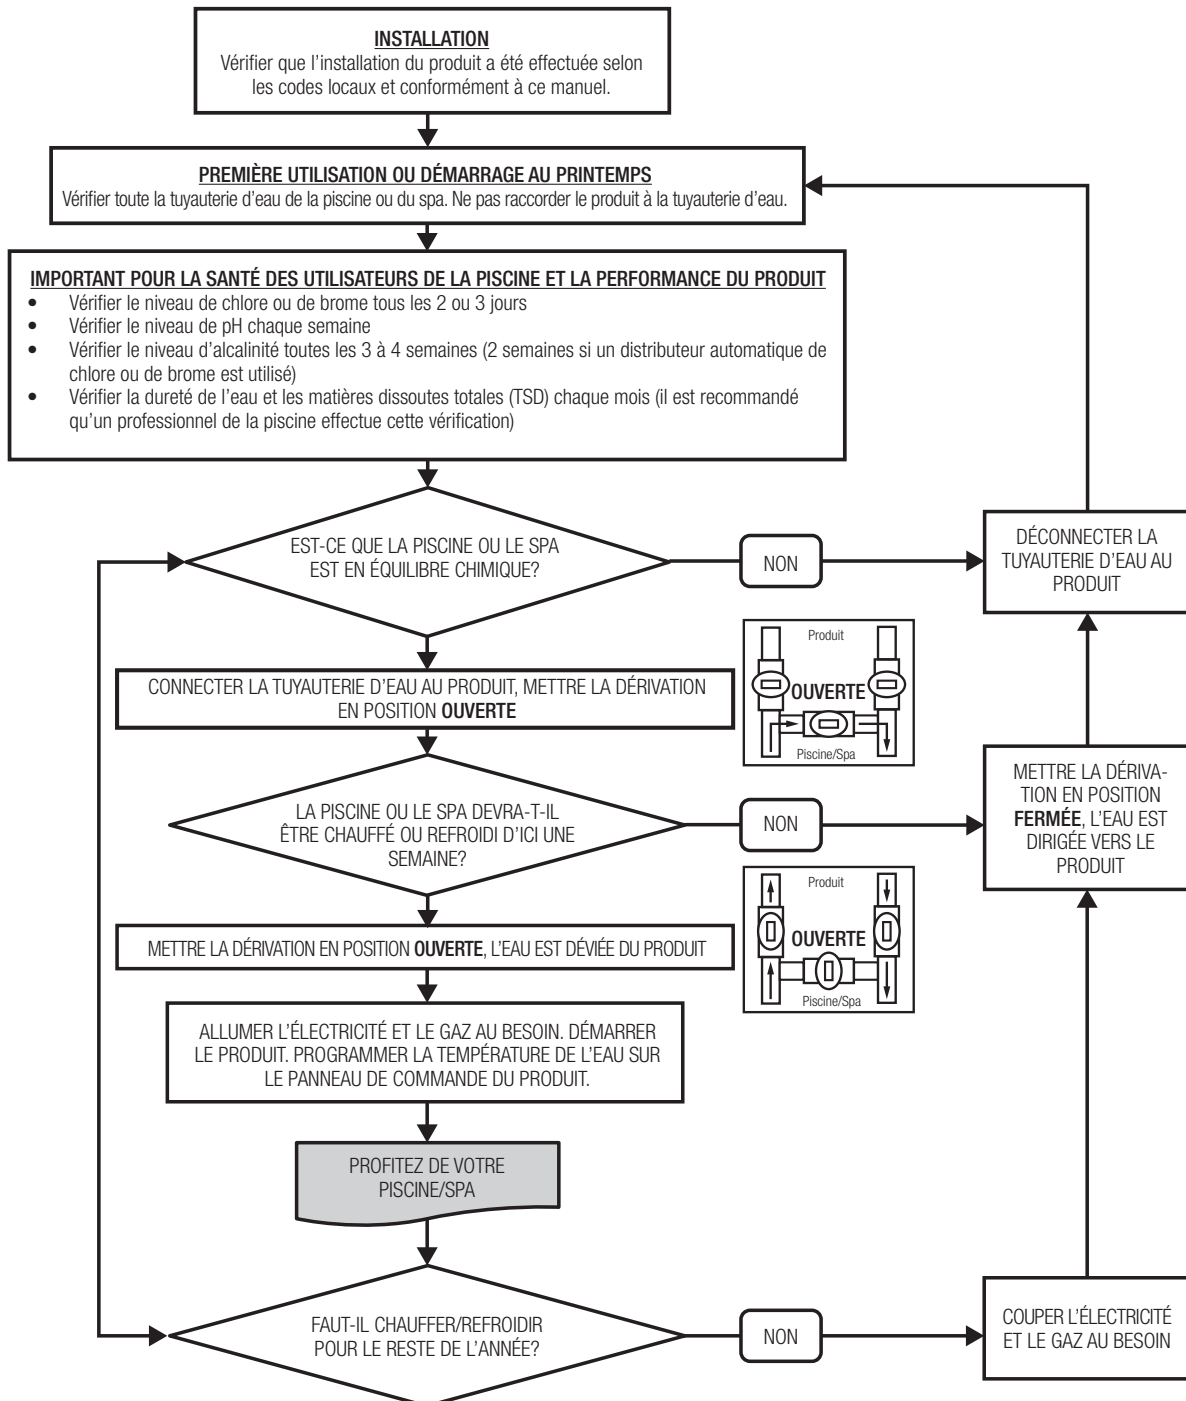 INSTALLATION
Vérifier que l'installation du produit a été effectuée selon
les codes locaux et conformément à ce manuel.
PREMIÈRE UTILISATION OU DÉMARRAGE AU PRINTEMPS
Vérifier toute la tuyauterie d'eau de la piscine ou du spa. Ne pas raccorder le produit à la tuyauterie d'eau.
IMPORTANT POUR LA SANTÉ DES UTILISATEURS DE LA PISCINE ET LA PERFORMANCE DU PRODUIT
• Vérifier le niveau de chlore ou de brome tous les 2 ou 3 jours
• Vérifier le niveau de pH chaque semaine
• Vérifier le niveau d'alcalinité toutes les 3 à 4 semaines (2 semaines si un distributeur automatique de
chlore ou de brome est utilisé)
• Vérifier la dureté de l'eau et les matières dissoutes totales (TSD) chaque mois (il est recommandé
qu'un professionnel de la piscine effectue cette vérification)
EST-CE QUE LA PISCINE OU LE SPA
EST EN ÉQUILIBRE CHIMIQUE?
NON
DÉCONNECTER LA
TUYAUTERIE D'EAU AU
PRODUIT
CONNECTER LA TUYAUTERIE D'EAU AU PRODUIT, METTRE LA DÉRIVATION
EN POSITION OUVERTE
Produit
OUVERTE
Piscine/Spa
LA PISCINE OU LE SPA DEVRA-T-IL
ÊTRE CHAUFFÉ OU REFROIDI D'ICI UNE
SEMAINE?
NON
METTRE LA DÉRIVA-
TION EN POSITION
FERMÉE, L'EAU EST
DIRIGÉE VERS LE
PRODUIT
METTRE LA DÉRIVATION EN POSITION OUVERTE, L'EAU EST DÉVIÉE DU PRODUIT
Produit
OUVERTE
Piscine/Spa
ALLUMER L'ÉLECTRICITÉ ET LE GAZ AU BESOIN. DÉMARRER
LE PRODUIT. PROGRAMMER LA TEMPÉRATURE DE L'EAU SUR
LE PANNEAU DE COMMANDE DU PRODUIT.
PROFITEZ DE VOTRE
PISCINE/SPA
FAUT-IL CHAUFFER/REFROIDIR
POUR LE RESTE DE L'ANNÉE?
NON
COUPER L'ÉLECTRICITÉ
ET LE GAZ AU BESOIN